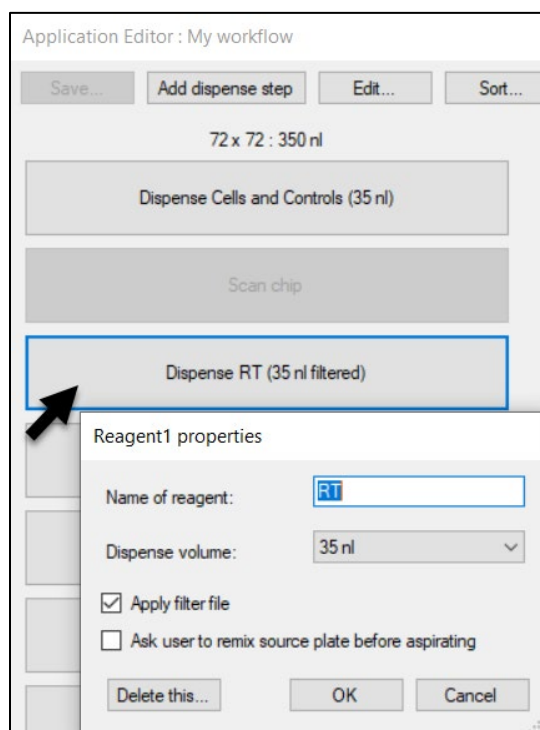 Application Editor : My workflow
Save... Add dispense step Edit... Sort...
72 x 72 : 350 nl
Dispense Cells and Controls (35 nl)
Scan chip
Dispense RT (35 nl filtered)
Reagent1 properties
Name of reagent: RT
Dispense volume: 35 nl
Apply filter file
Ask user to remix source plate before aspirating
Delete this... OK Cancel